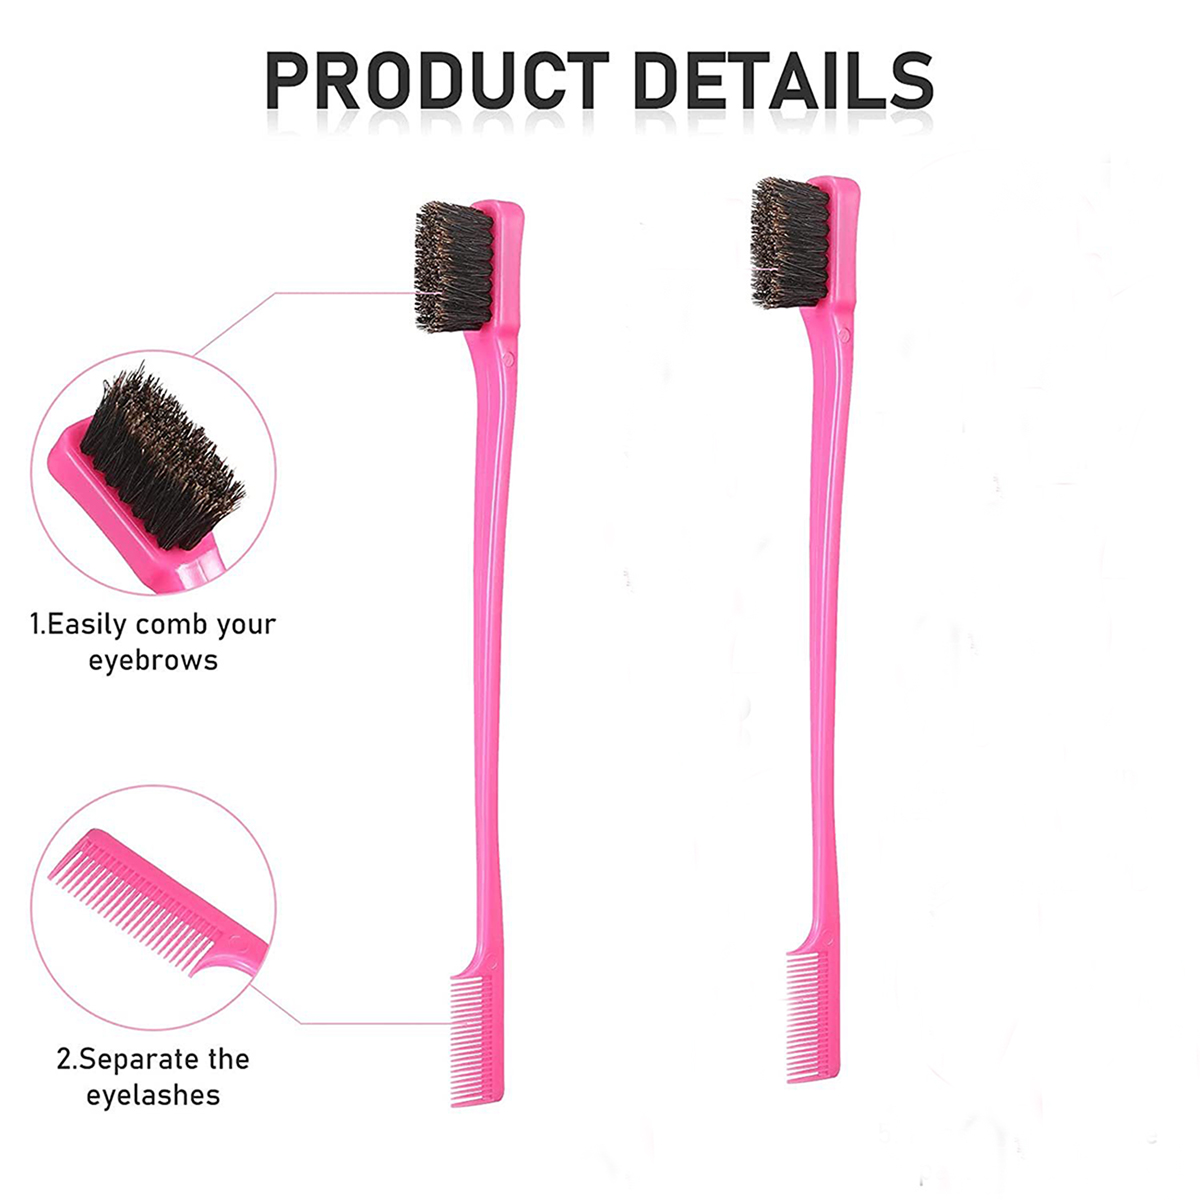 PRODUCT DETAILS
1.Easily comb your
eyebrows
2.Separate the
eyelashes